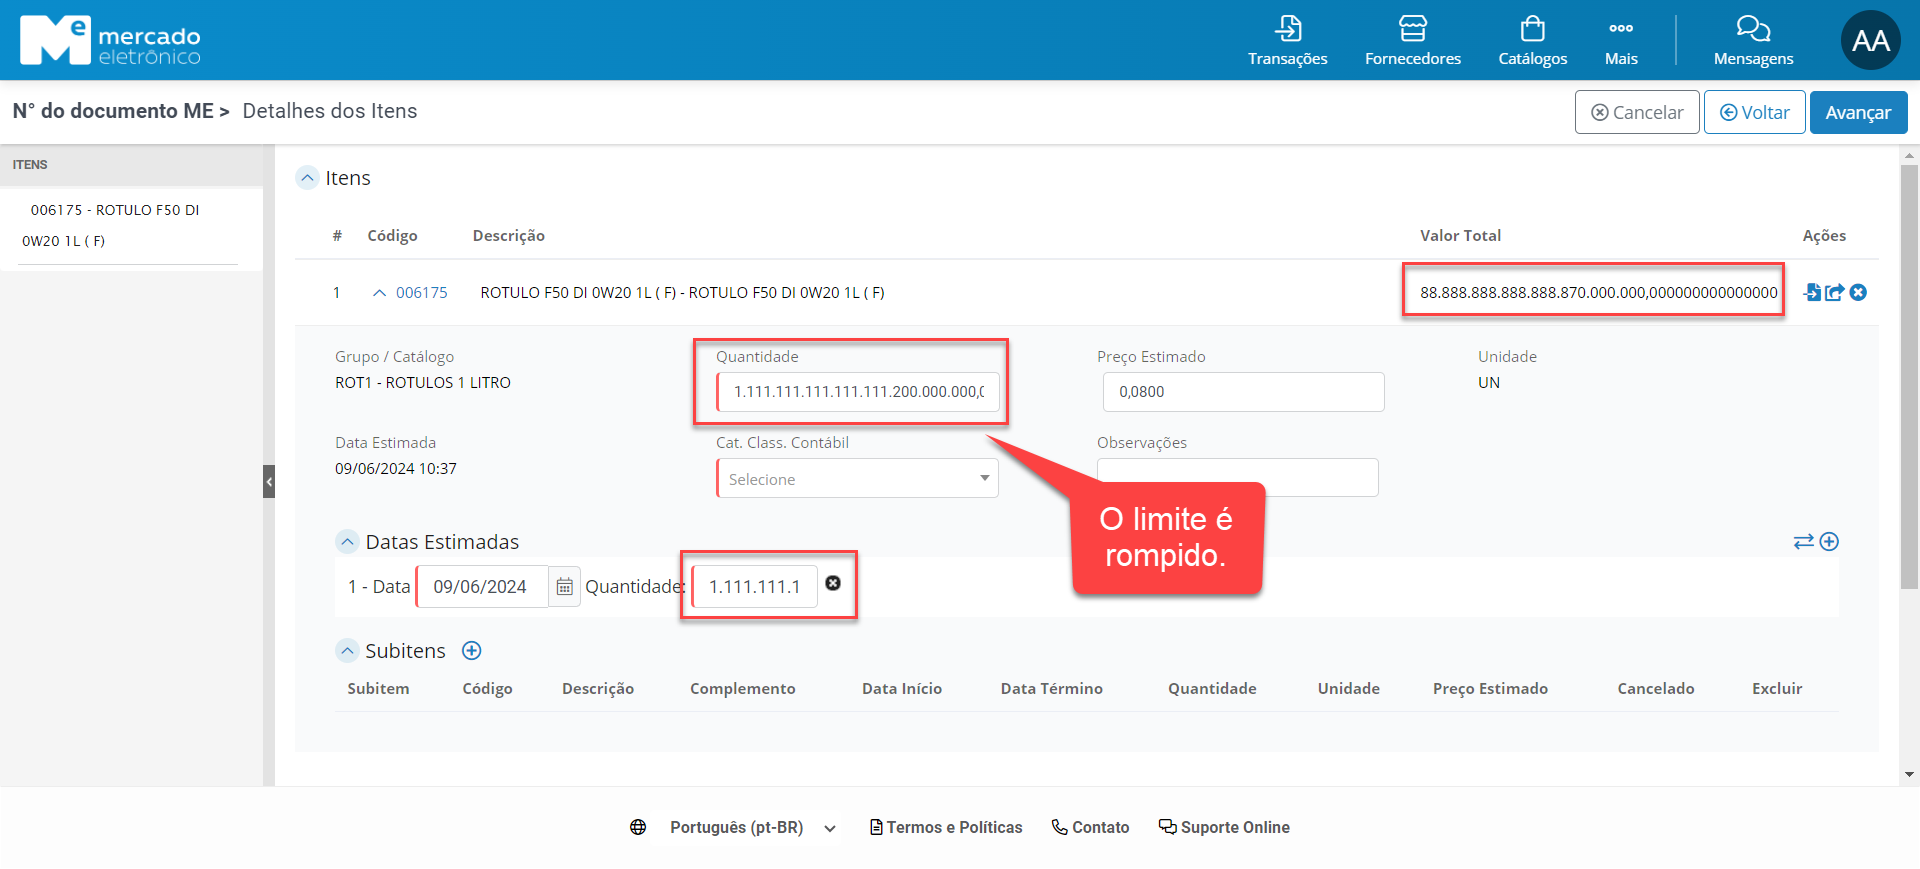 Me mercado
eletrônico
Transações
Fornecedores
Catálogos
Mais
Mensagens
AA
N° do documento ME > Detalhes dos Itens
Cancelar
Voltar
Avançar
ITENS
006175 - ROTULO F50 DI
0W20 1L ( F)
Itens
# Código Descrição Valor Total Ações
1 006175 ROTULO F50 DI 0W20 1L ( F) - ROTULO F50 DI 0W20 1L ( F) 88.888.888.888.888.870.000.000,000000000000000
Grupo / Catálogo
ROT1 - ROTULOS 1 LITRO
Quantidade
1.111.111.111.111.111.200.000.000,0
Preço Estimado
0,0800
Unidade
UN
Data Estimada
09/06/2024 10:37
Cat. Class. Contábil
Selecione
Observações
O limite é
rompido.
Datas Estimadas
1 - Data 09/06/2024 Quantidade: 1.111.111.1
Subitens
Subitem Código Descrição Complemento Data Início Data Término Quantidade Unidade Preço Estimado Cancelado Excluir
Português (pt-BR) Termos e Políticas Contato Suporte Online